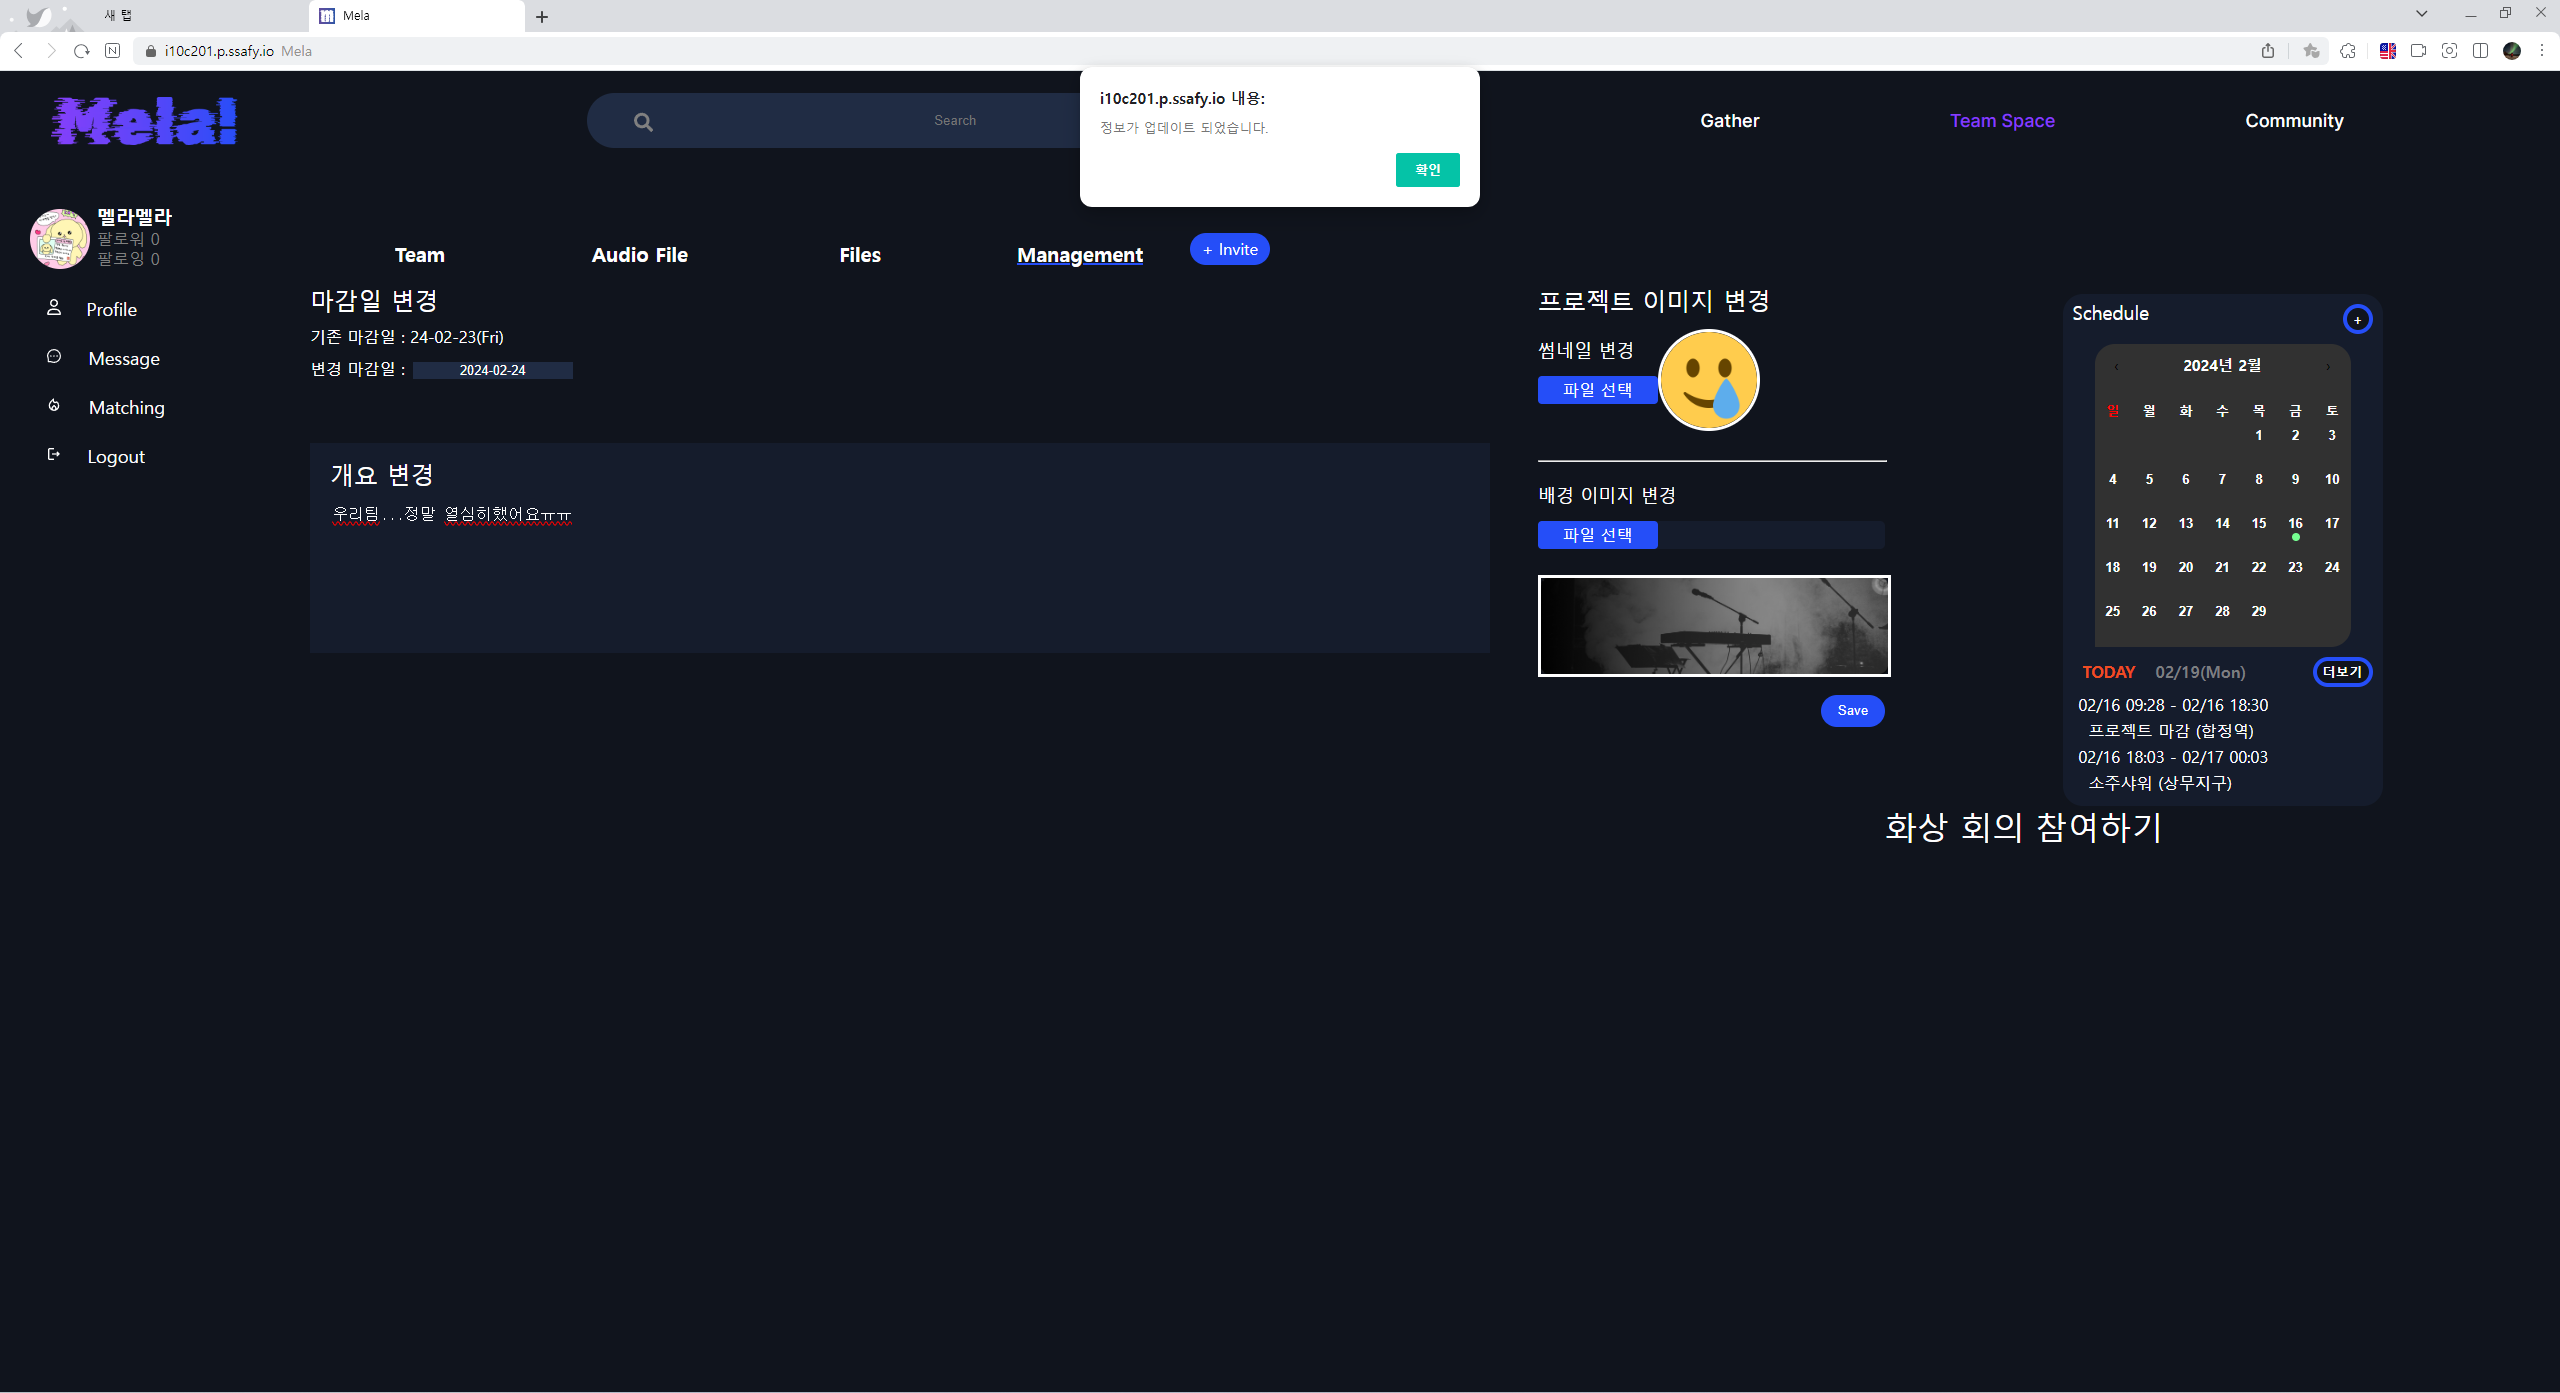 새 탭
Mela
i10c201.p.ssafy.io Mela
i10c201.p.ssafy.io 내용:
정보가 업데이트 되었습니다.
확인
Mela!
Search
Gather
Team Space
Community
멜라멜라
팔로워 0
팔로잉 0
Profile
Message
Matching
Logout
Team
Audio File
Files
Management
+ Invite
마감일 변경
기존 마감일 : 24-02-23(Fri)
변경 마감일 : 2024-02-24
개요 변경
우리팀...정말 열심히했어요ㅠㅠ
프로젝트 이미지 변경
썸네일 변경
파일 선택
배경 이미지 변경
파일 선택
Save
Schedule
+
‹ 2024년 2월 ›
일 월 화 수 목 금 토
1 2 3
4 5 6 7 8 9 10
11 12 13 14 15 16 17
18 19 20 21 22 23 24
25 26 27 28 29
TODAY 02/19(Mon) 더보기
02/16 09:28 - 02/16 18:30
프로젝트 마감 (합정역)
02/16 18:03 - 02/17 00:03
소주샤워 (상무지구)
화상 회의 참여하기